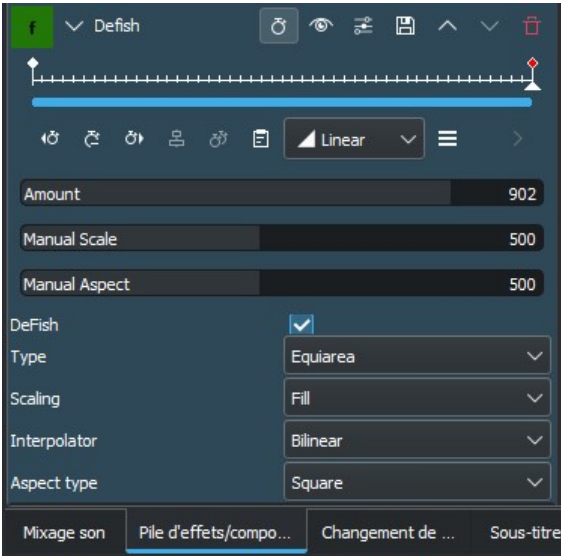 f Defish
Linear
Amount 902
Manual Scale 500
Manual Aspect 500
DeFish
Type Equiarea
Scaling Fill
Interpolator Bilinear
Aspect type Square
Mixage son Pile d'effets/compo... Changement de ... Sous-titre